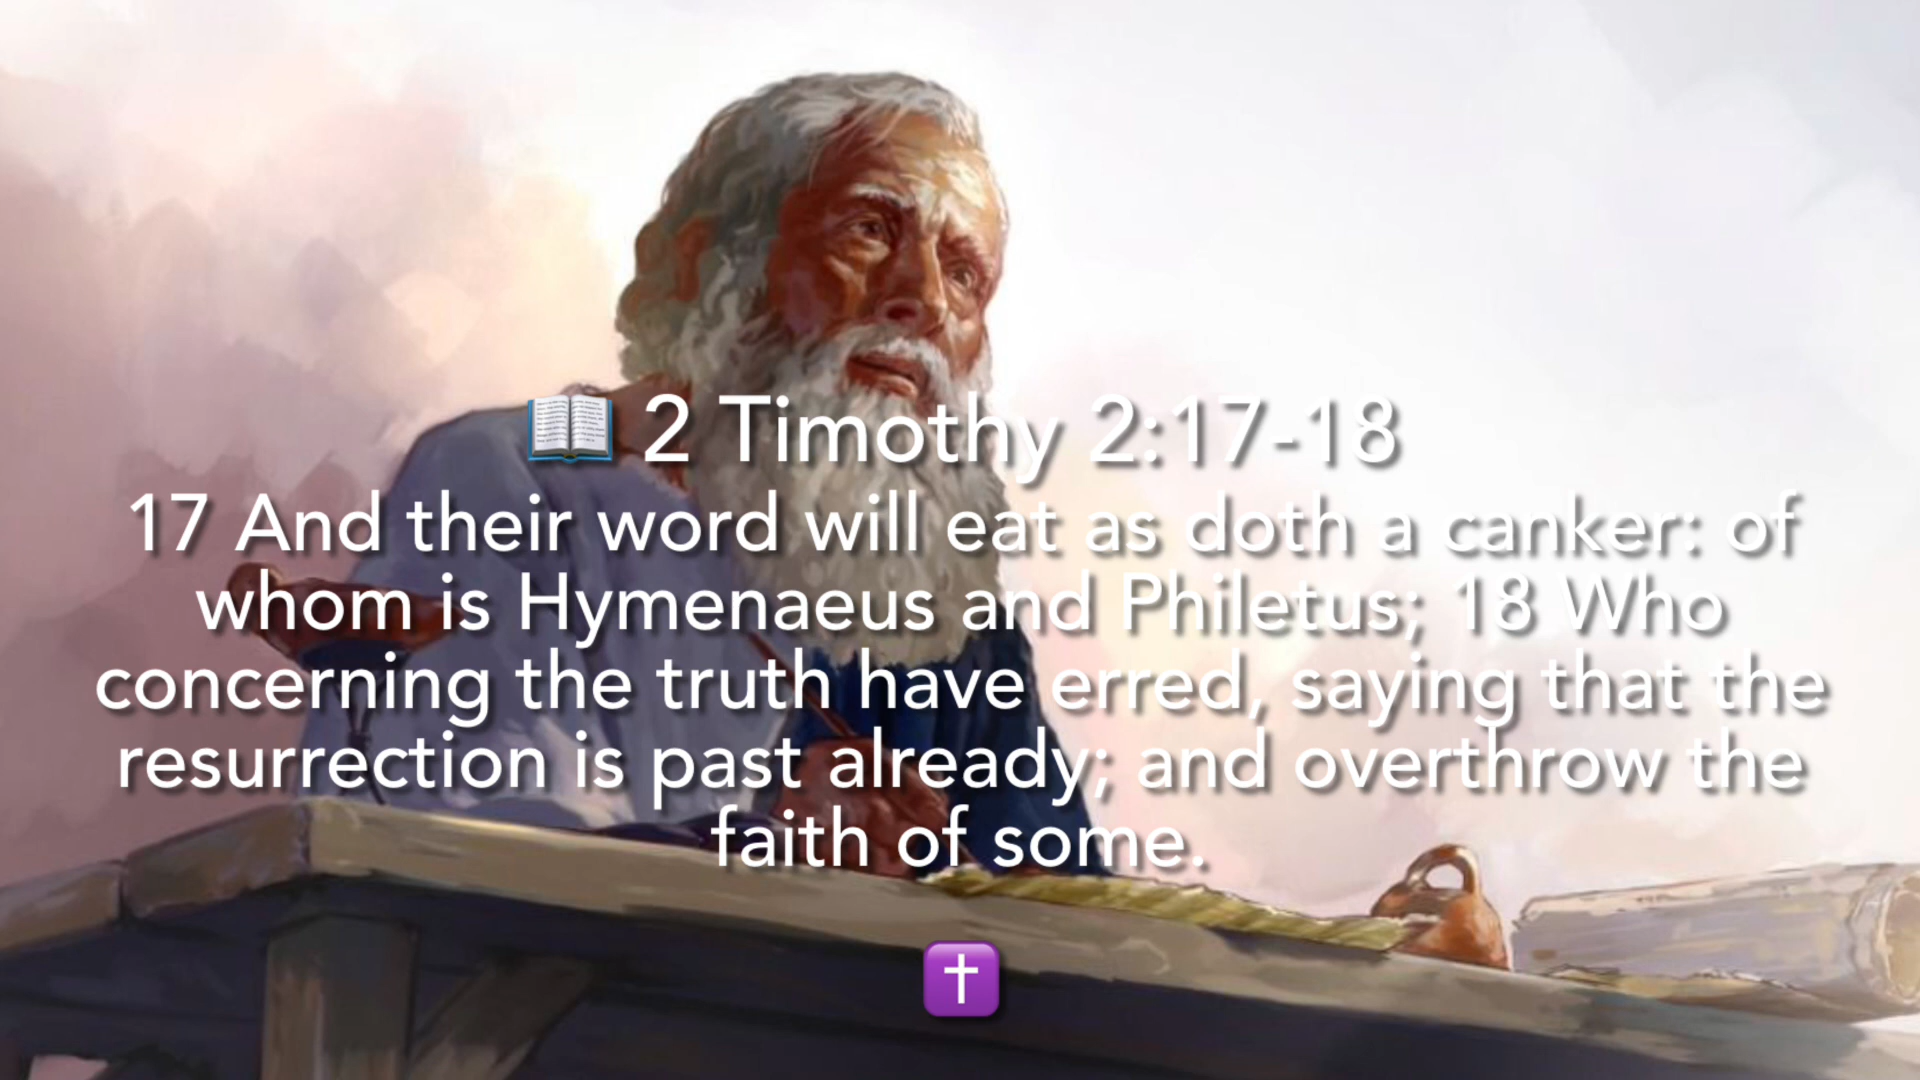 📖 2 Timothy 2:17-18
17 And their word will eat as doth a canker: of
whom is Hymenaeus and Philetus; 18 Who
concerning the truth have erred, saying that the
resurrection is past already; and overthrow the
faith of some.
✝️